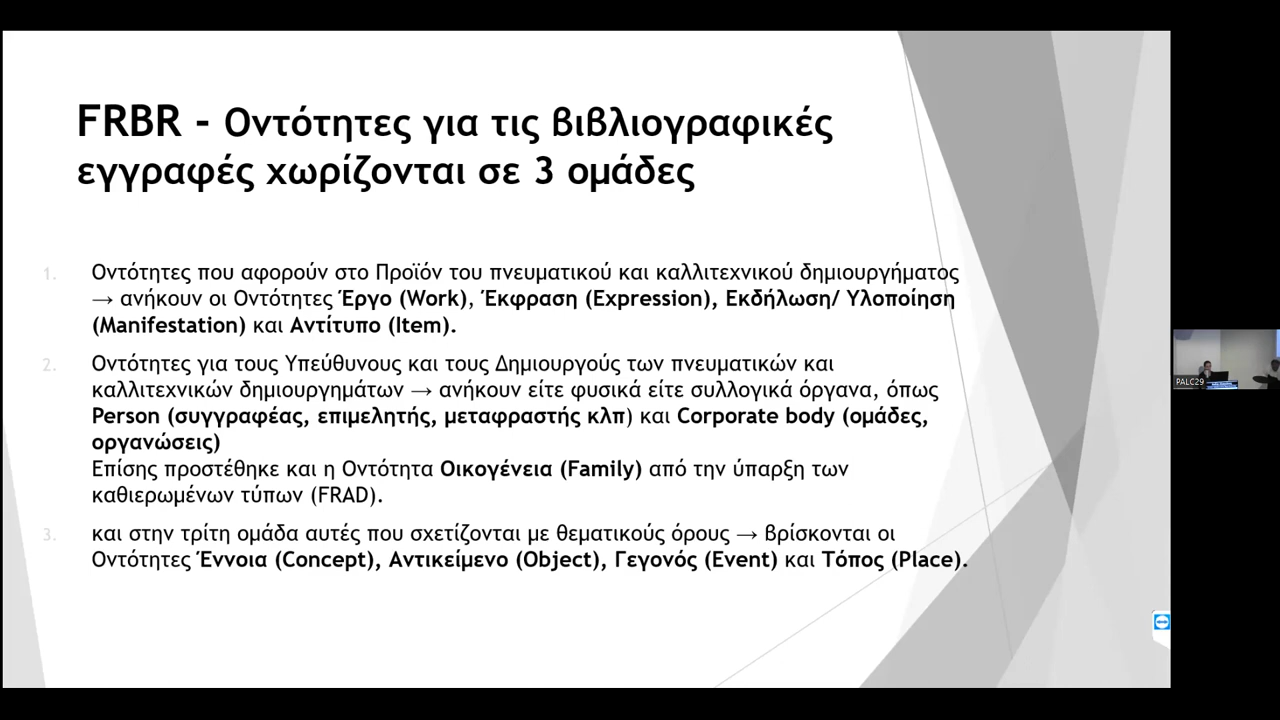 FRBR - Οντότητες για τις βιβλιογραφικές
εγγραφές χωρίζονται σε 3 ομάδες
1. Οντότητες που αφορούν στο Προϊόν του πνευματικού και καλλιτεχνικού δημιουργήματος
→ ανήκουν οι Οντότητες Έργο (Work), Έκφραση (Expression), Εκδήλωση/ Υλοποίηση
(Manifestation) και Αντίτυπο (Item).
2. Οντότητες για τους Υπεύθυνους και τους Δημιουργούς των πνευματικών και
καλλιτεχνικών δημιουργημάτων → ανήκουν είτε φυσικά είτε συλλογικά όργανα, όπως
Person (συγγραφέας, επιμελητής, μεταφραστής κλπ) και Corporate body (ομάδες,
οργανώσεις)
Επίσης προστέθηκε και η Οντότητα Οικογένεια (Family) από την ύπαρξη των
καθιερωμένων τύπων (FRAD).
3. και στην τρίτη ομάδα αυτές που σχετίζονται με θεματικούς όρους → βρίσκονται οι
Οντότητες Έννοια (Concept), Αντικείμενο (Object), Γεγονός (Event) και Τόπος (Place).
PALC29